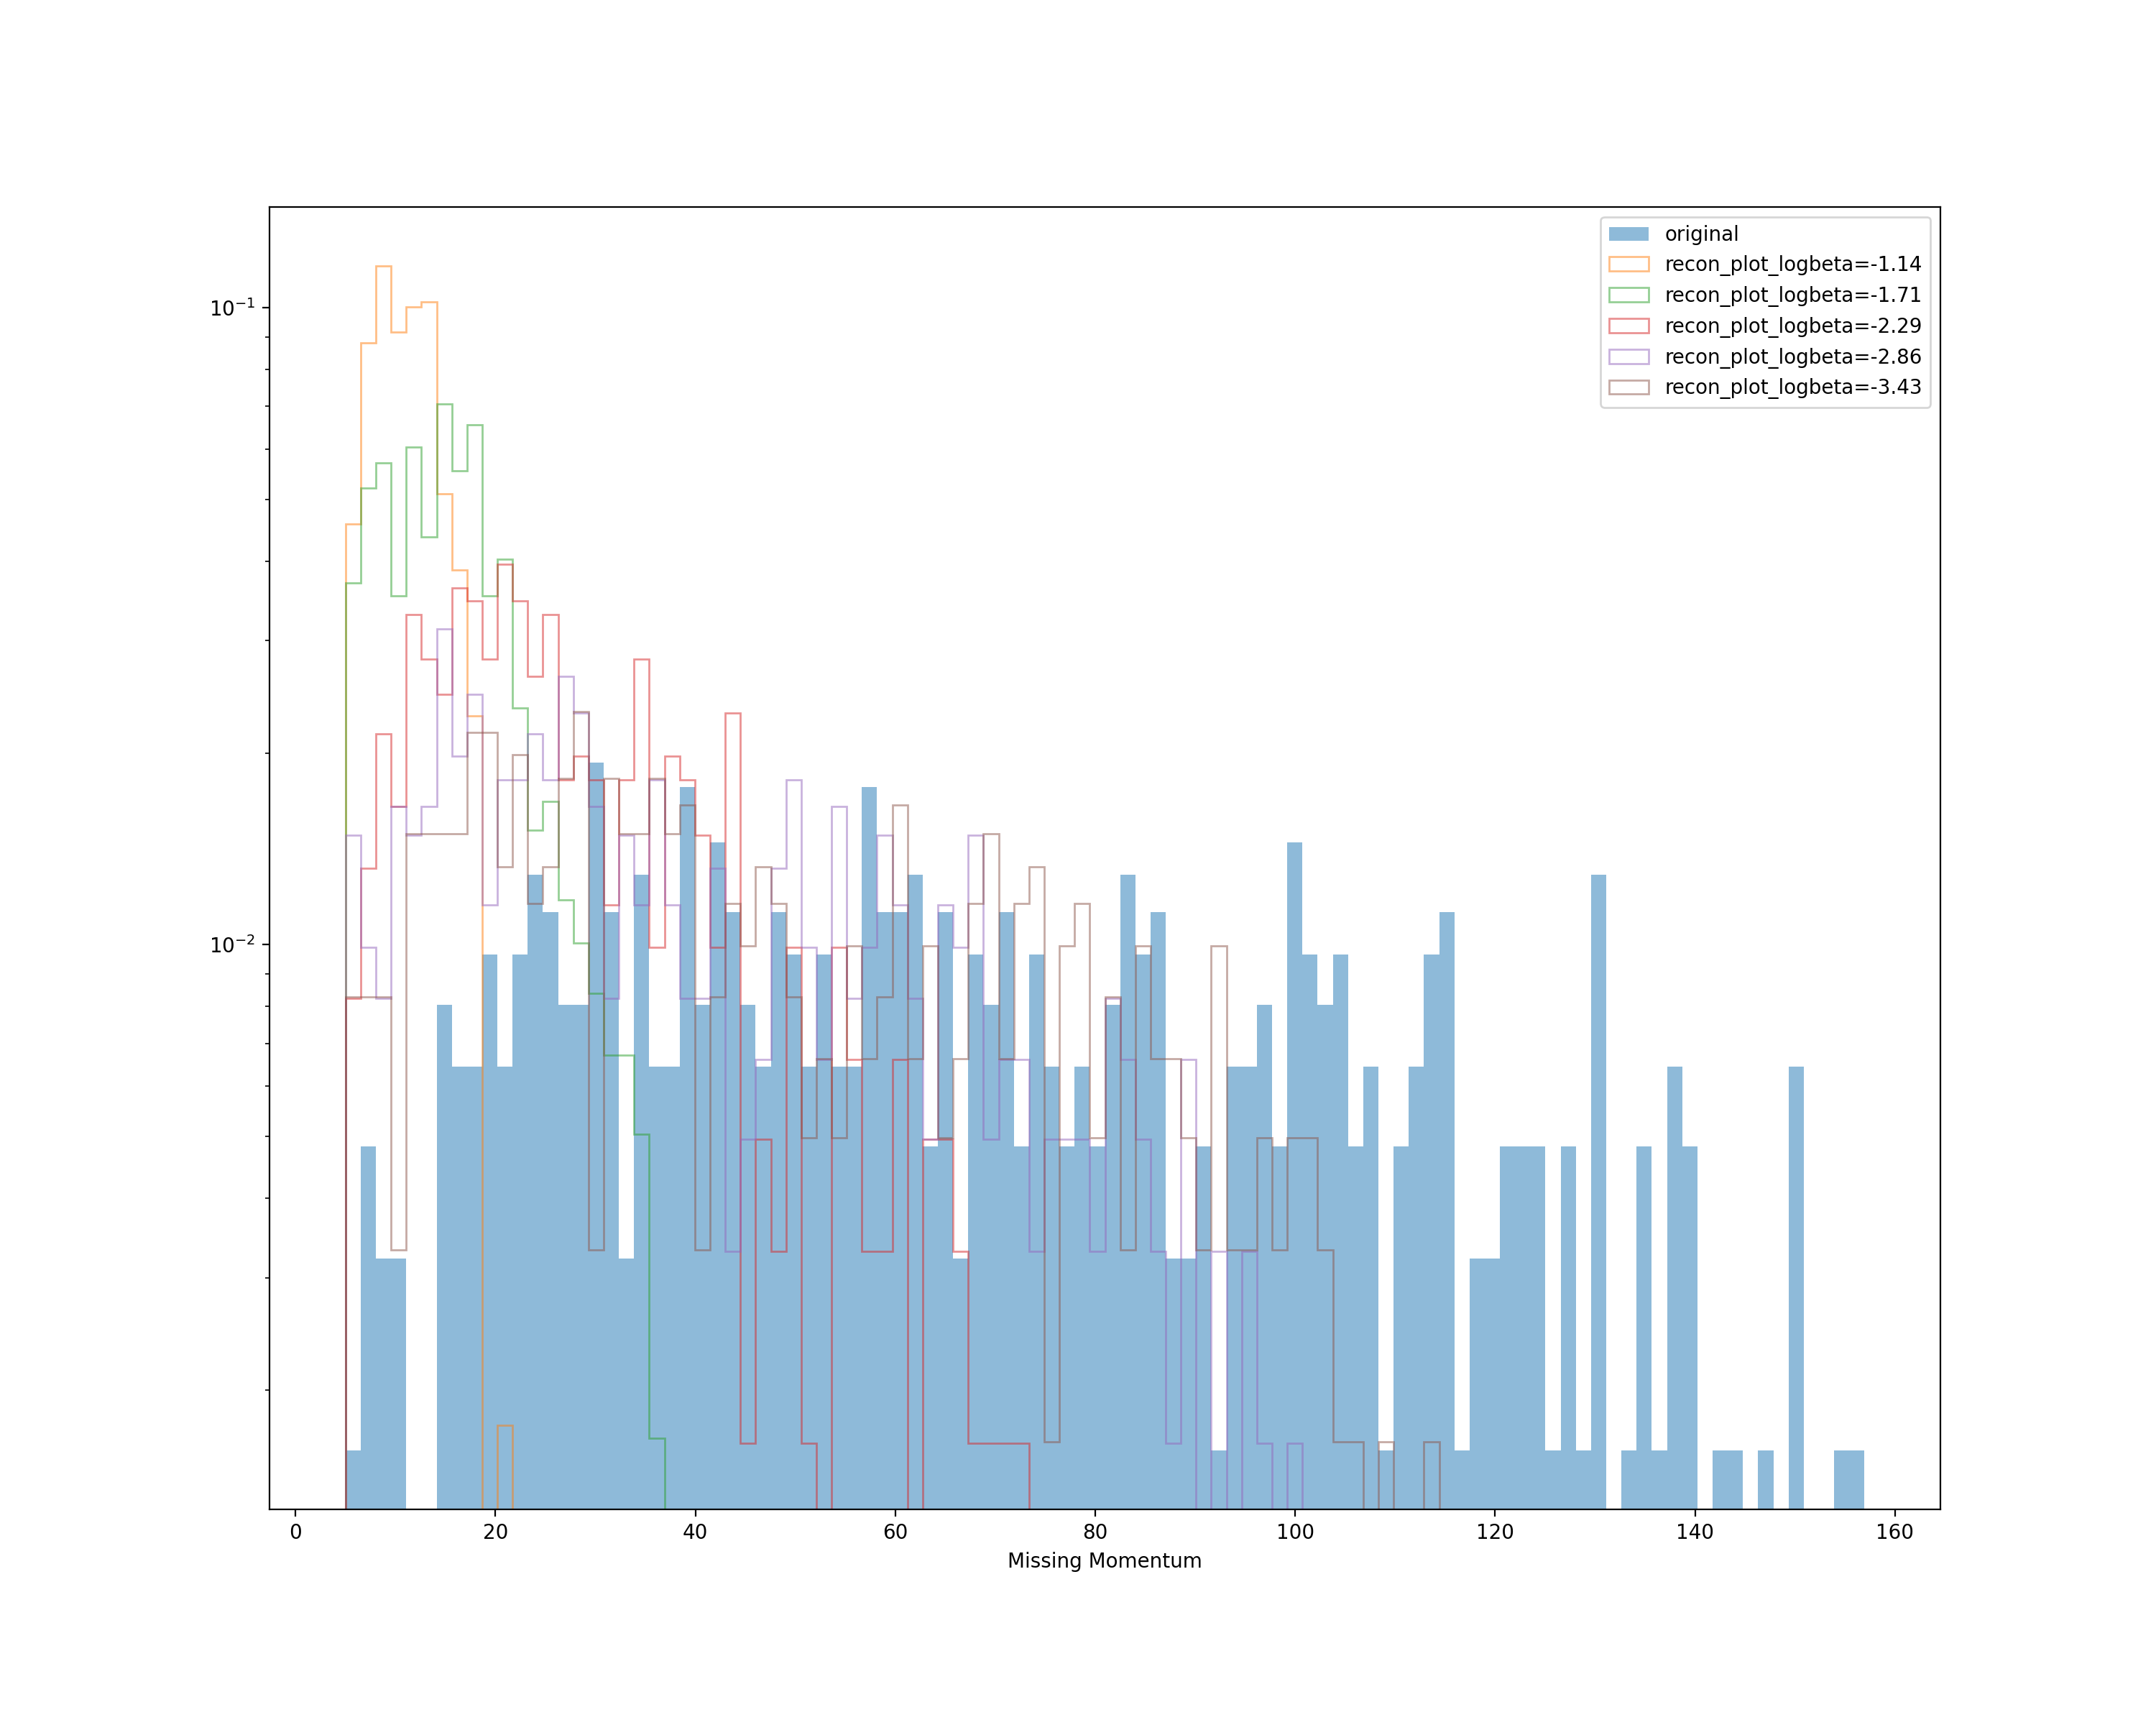 original
recon_plot_logbeta=-1.14
recon_plot_logbeta=-1.71
recon_plot_logbeta=-2.29
recon_plot_logbeta=-2.86
recon_plot_logbeta=-3.43
10⁻¹
10⁻²
0 20 40 60 80 100 120 140 160
Missing Momentum